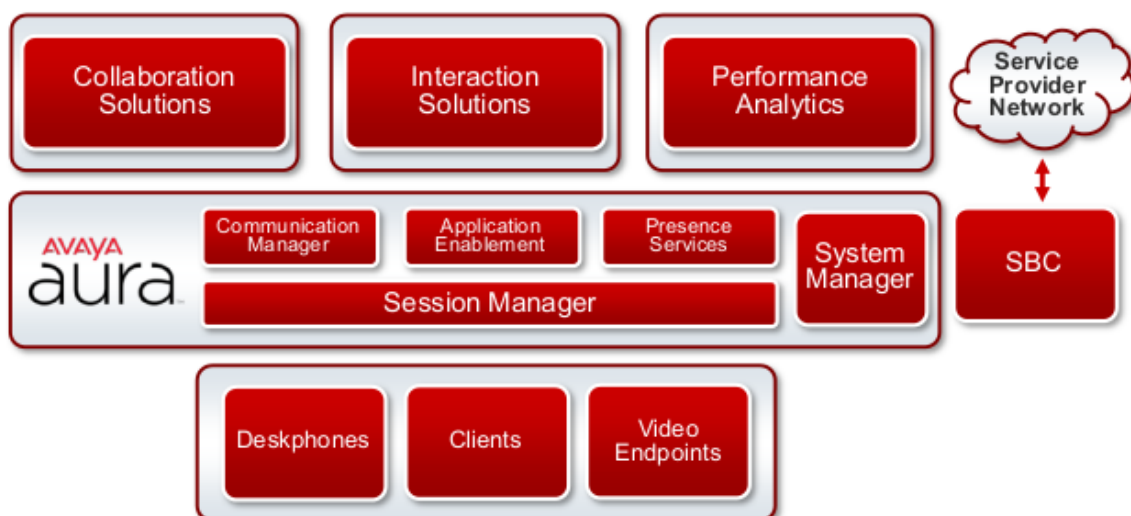 Collaboration
Solutions
Interaction
Solutions
Performance
Analytics
Service
Provider
Network
AVAYA
aura™
Communication
Manager
Application
Enablement
Presence
Services
Session Manager
System
Manager
SBC
Deskphones
Clients
Video
Endpoints